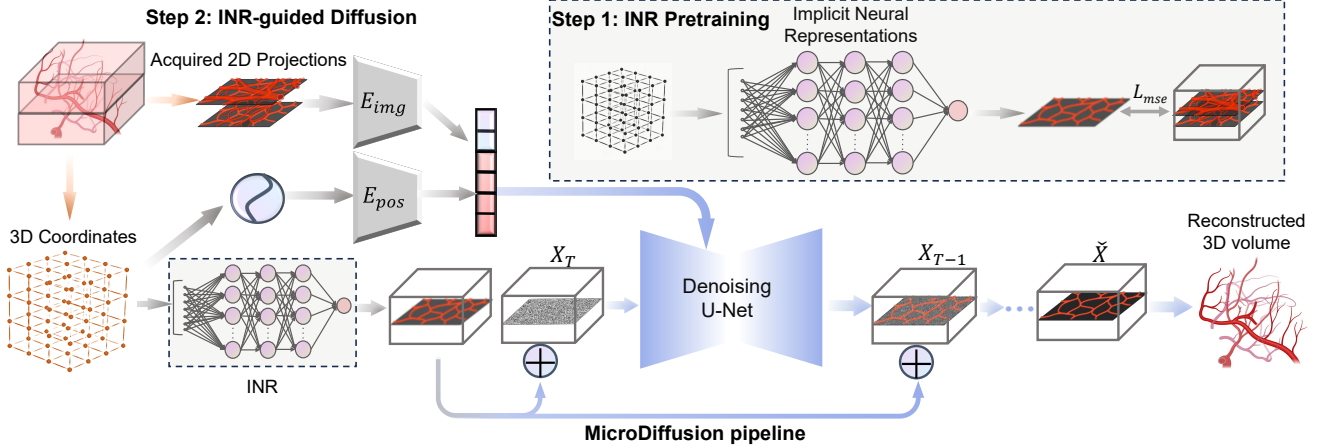 Step 2: INR-guided Diffusion
Acquired 2D Projections
E_img
E_pos
3D Coordinates
INR
Step 1: INR Pretraining
Implicit Neural
Representations
L_mse
X_T
Denoising
U-Net
X_{T−1}
X̌
Reconstructed
3D volume
MicroDiffusion pipeline